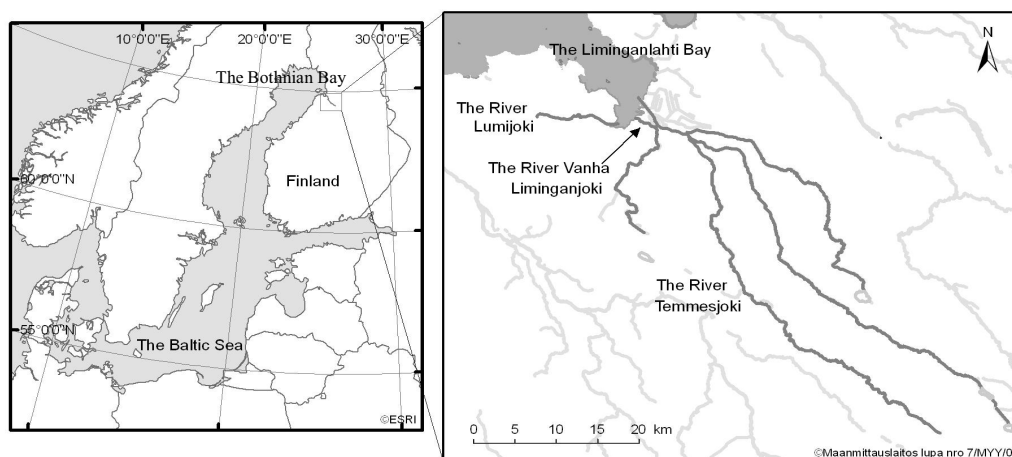 10°0'0"E
20°0'0"E
30°0'0"E
The Bothnian Bay
Finland
60°0'0"N
55°0'0"N
The Baltic Sea
©ESRI
The Liminganlahti Bay
N
The River
Lumijoki
The River Vanha
Liminganjoki
The River
Temmesjoki
0 5 10 15 20 km
©Maanmittauslaitos lupa nro 7/MYY/0